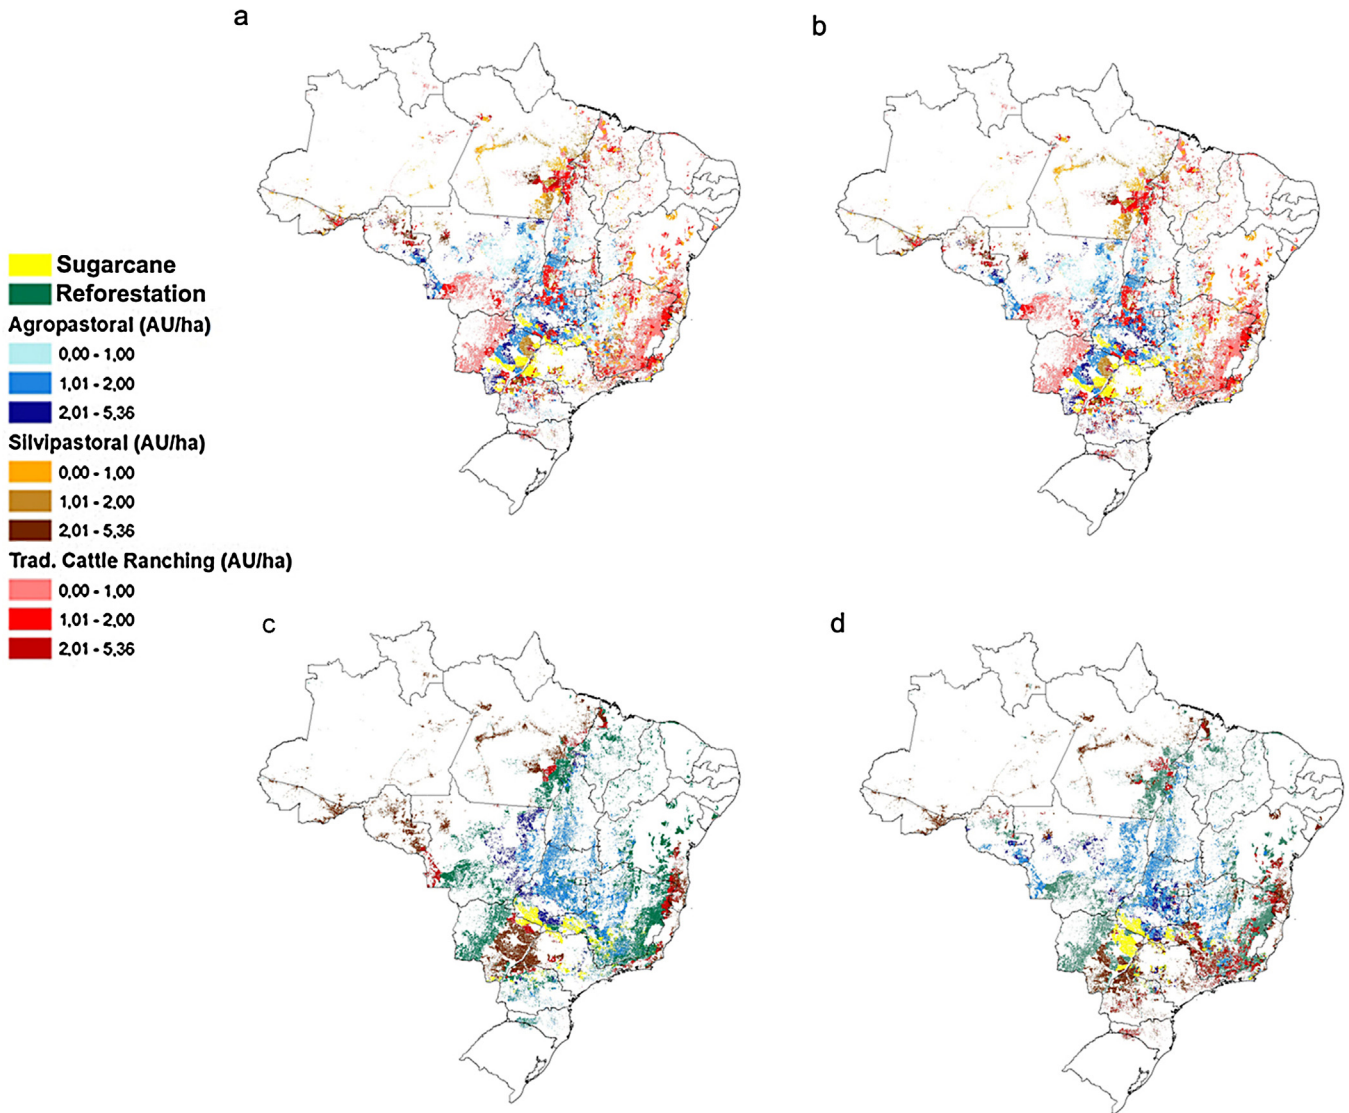 a
b
Sugarcane
Reforestation
Agropastoral (AU/ha)
0,00 - 1,00
1,01 - 2,00
2,01 - 5,36
Silvipastoral (AU/ha)
0,00 - 1,00
1,01 - 2,00
2,01 - 5,36
Trad. Cattle Ranching (AU/ha)
0,00 - 1,00
1,01 - 2,00
2,01 - 5,36
c
d